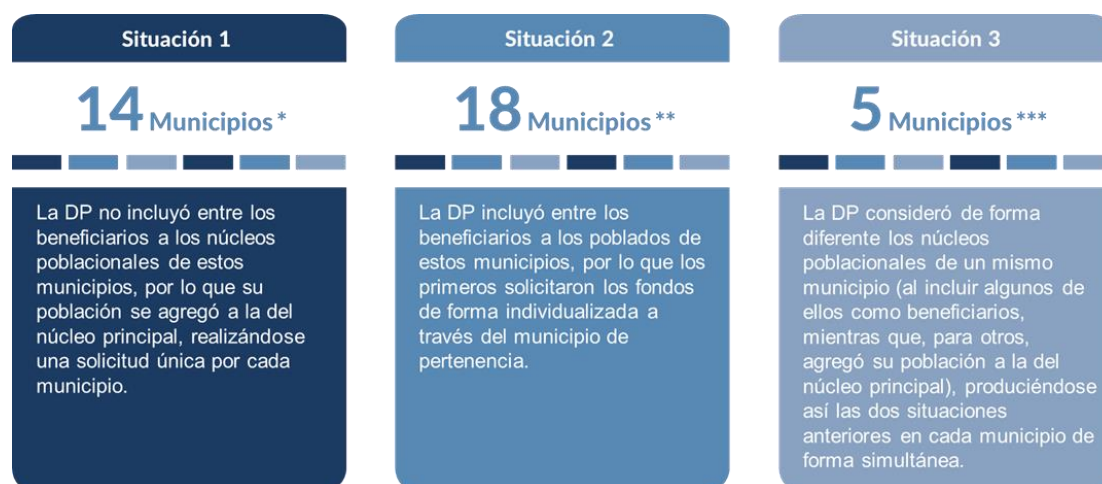 Situación 1
14 Municipios *
La DP no incluyó entre los
beneficiarios a los núcleos
poblacionales de estos
municipios, por lo que su
población se agregó a la del
núcleo principal, realizándose
una solicitud única por cada
municipio.
Situación 2
18 Municipios **
La DP incluyó entre los
beneficiarios a los poblados de
estos municipios, por lo que los
primeros solicitaron los fondos
de forma individualizada a
través del municipio de
pertenencia.
Situación 3
5 Municipios ***
La DP consideró de forma
diferente los núcleos
poblacionales de un mismo
municipio (al incluir algunos de
ellos como beneficiarios,
mientras que, para otros,
agregó su población a la del
núcleo principal), produciéndose
así las dos situaciones
anteriores en cada municipio de
forma simultánea.